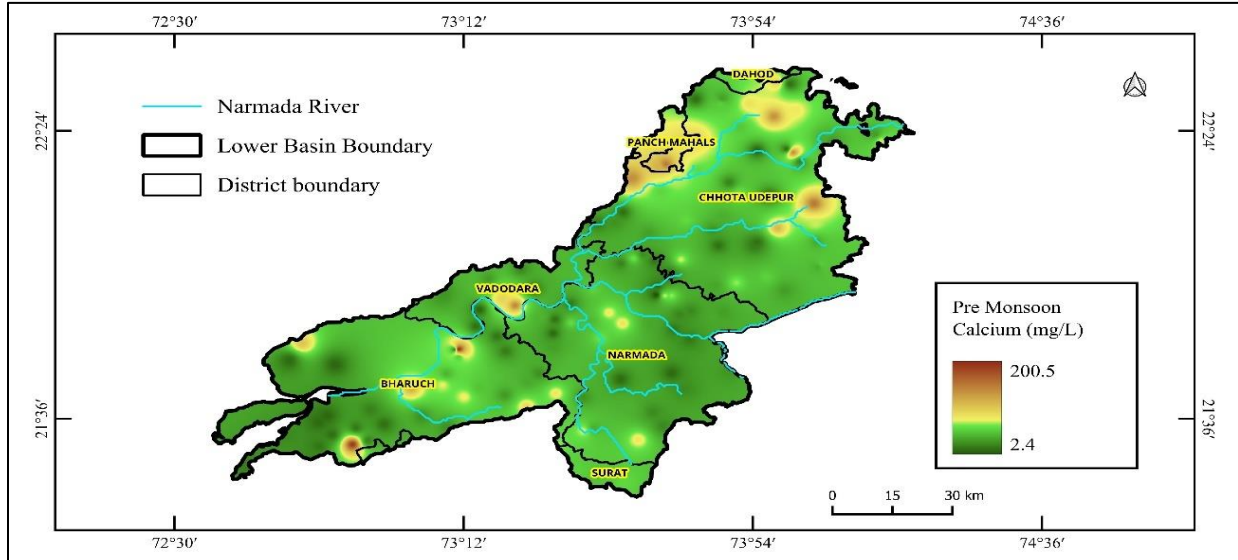 72°30′ 73°12′ 73°54′ 74°36′
Narmada River
Lower Basin Boundary
District boundary
22°24′
22°24′
DAHOD
PANCH MAHALS
CHHOTA UDEPUR
VADODARA
NARMADA
BHARUCH
SURAT
21°36′
21°36′
Pre Monsoon
Calcium (mg/L)
200.5
2.4
0 15 30 km
72°30′ 73°12′ 73°54′ 74°36′